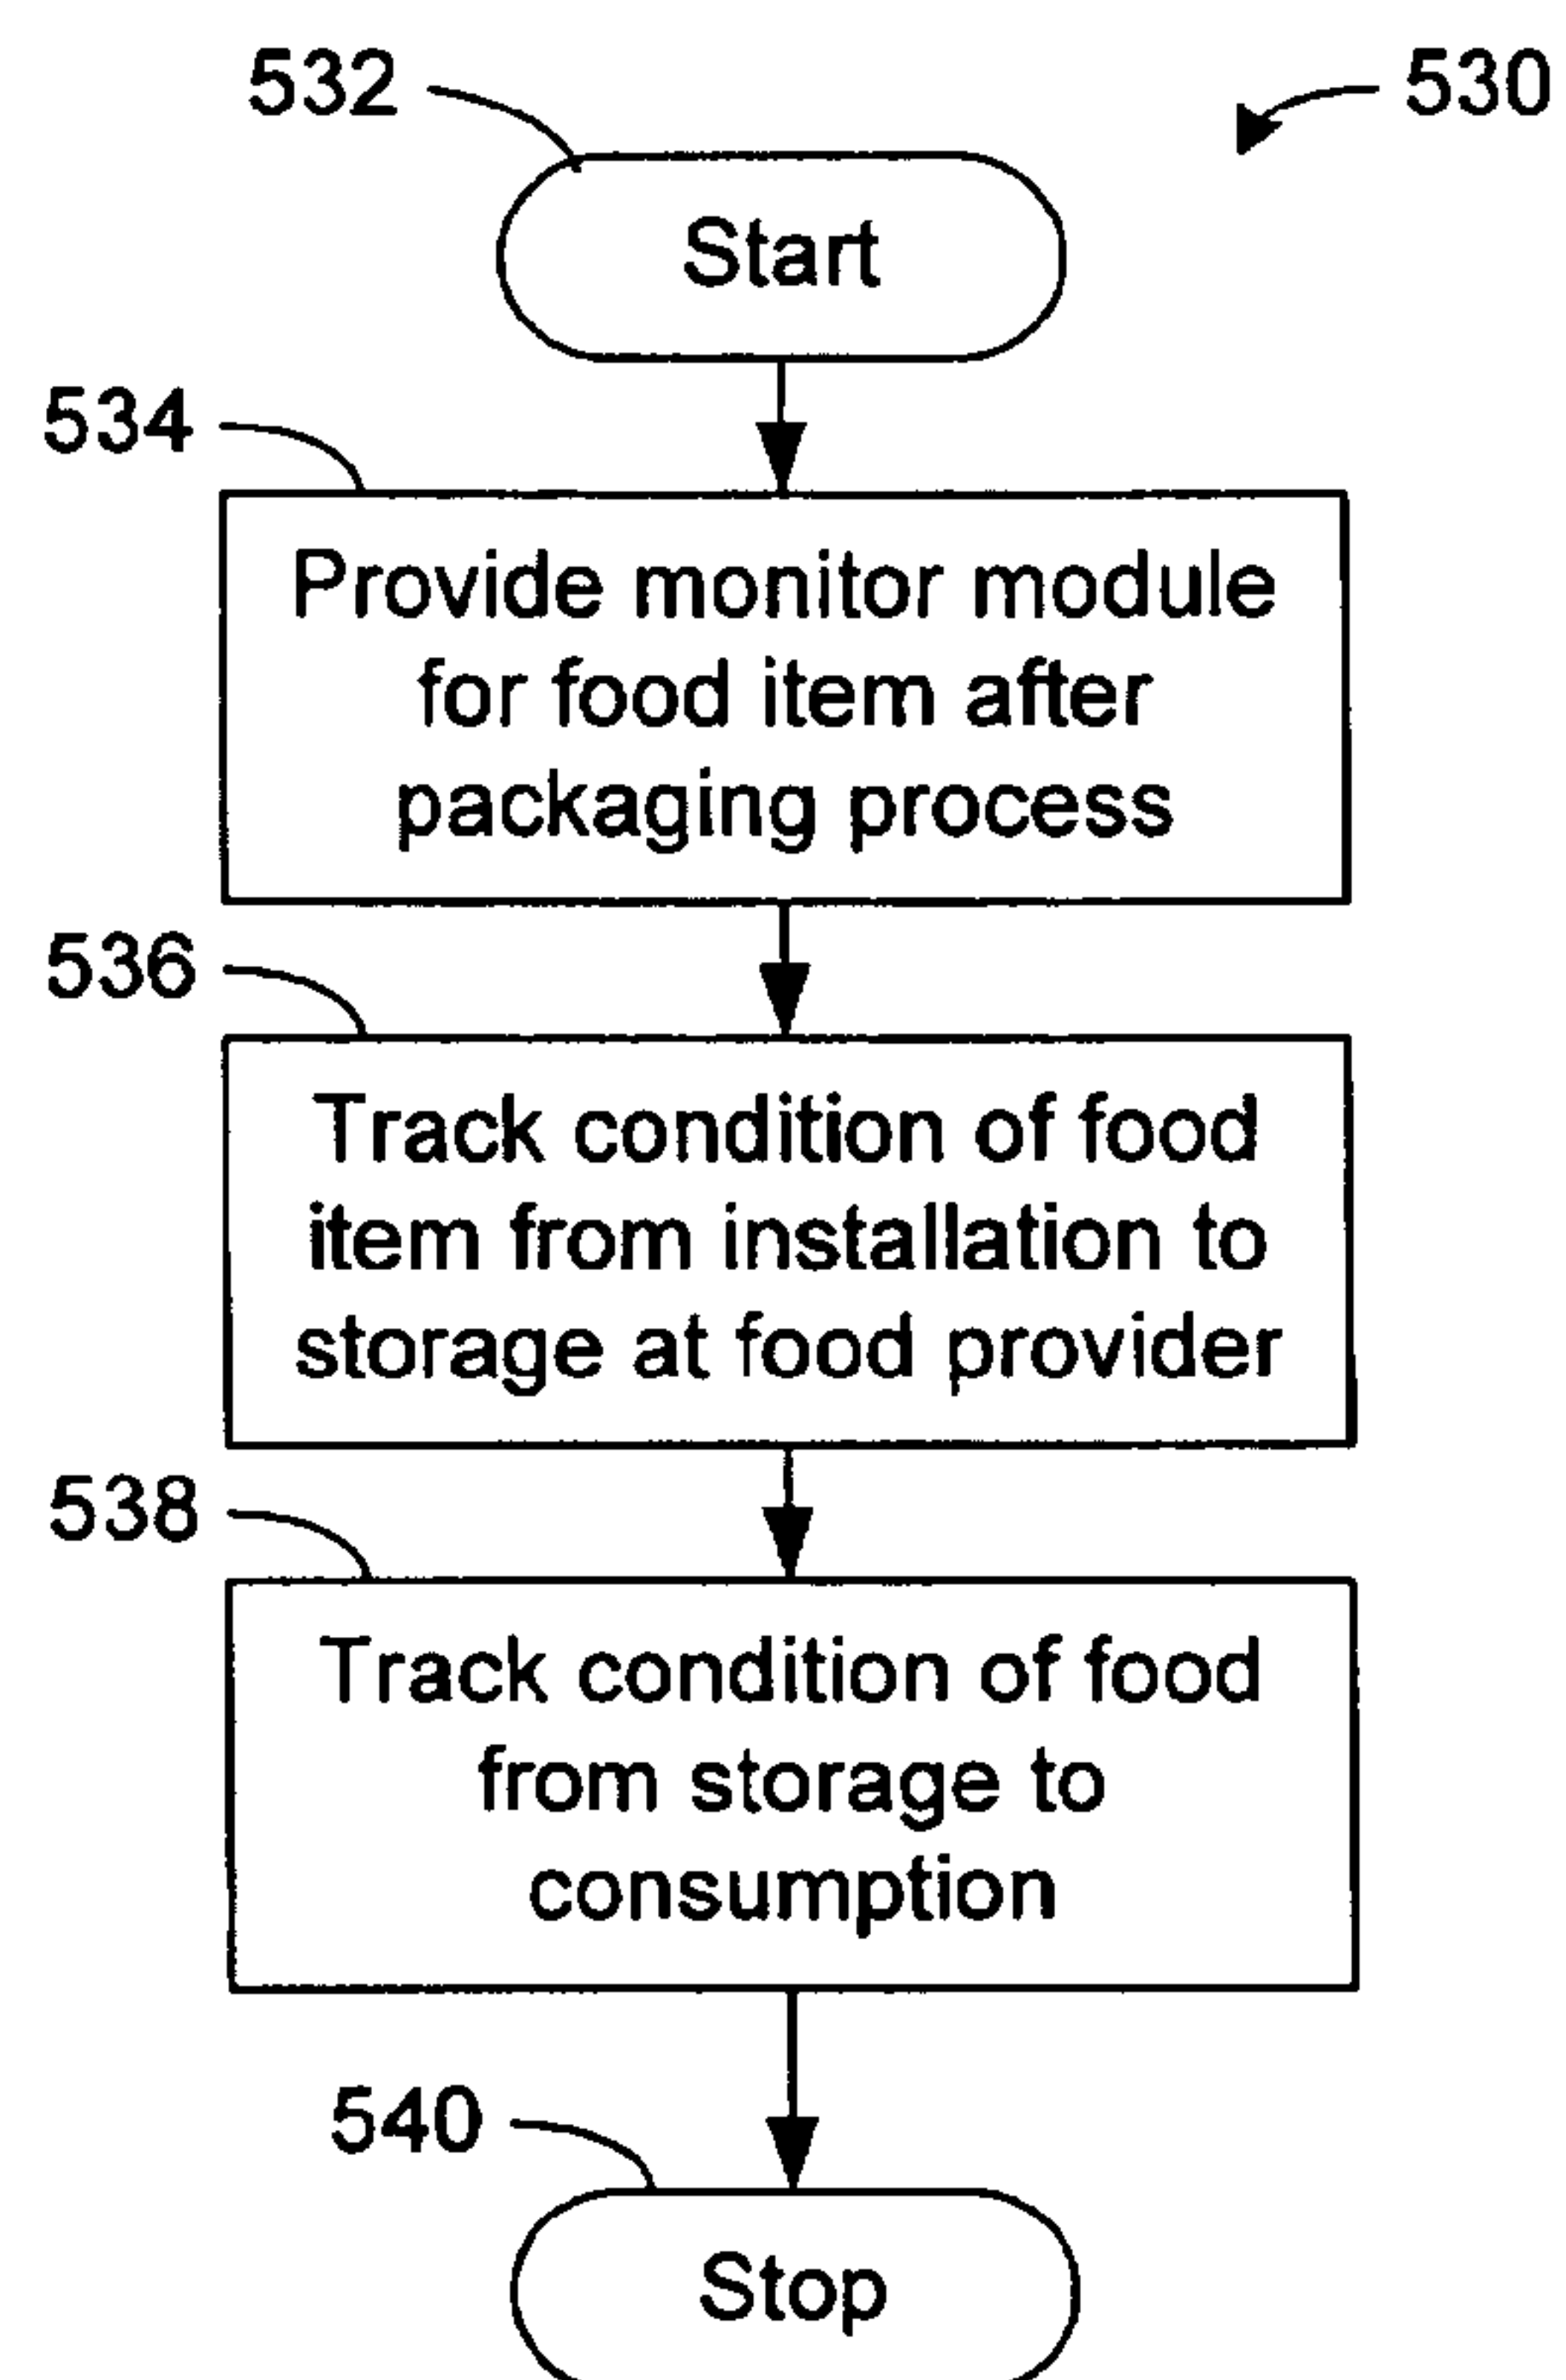 532
530
Start
534
Provide monitor module
for food item after
packaging process
536
Track condition of food
item from installation to
storage at food provider
538
Track condition of food
from storage to
consumption
540
Stop